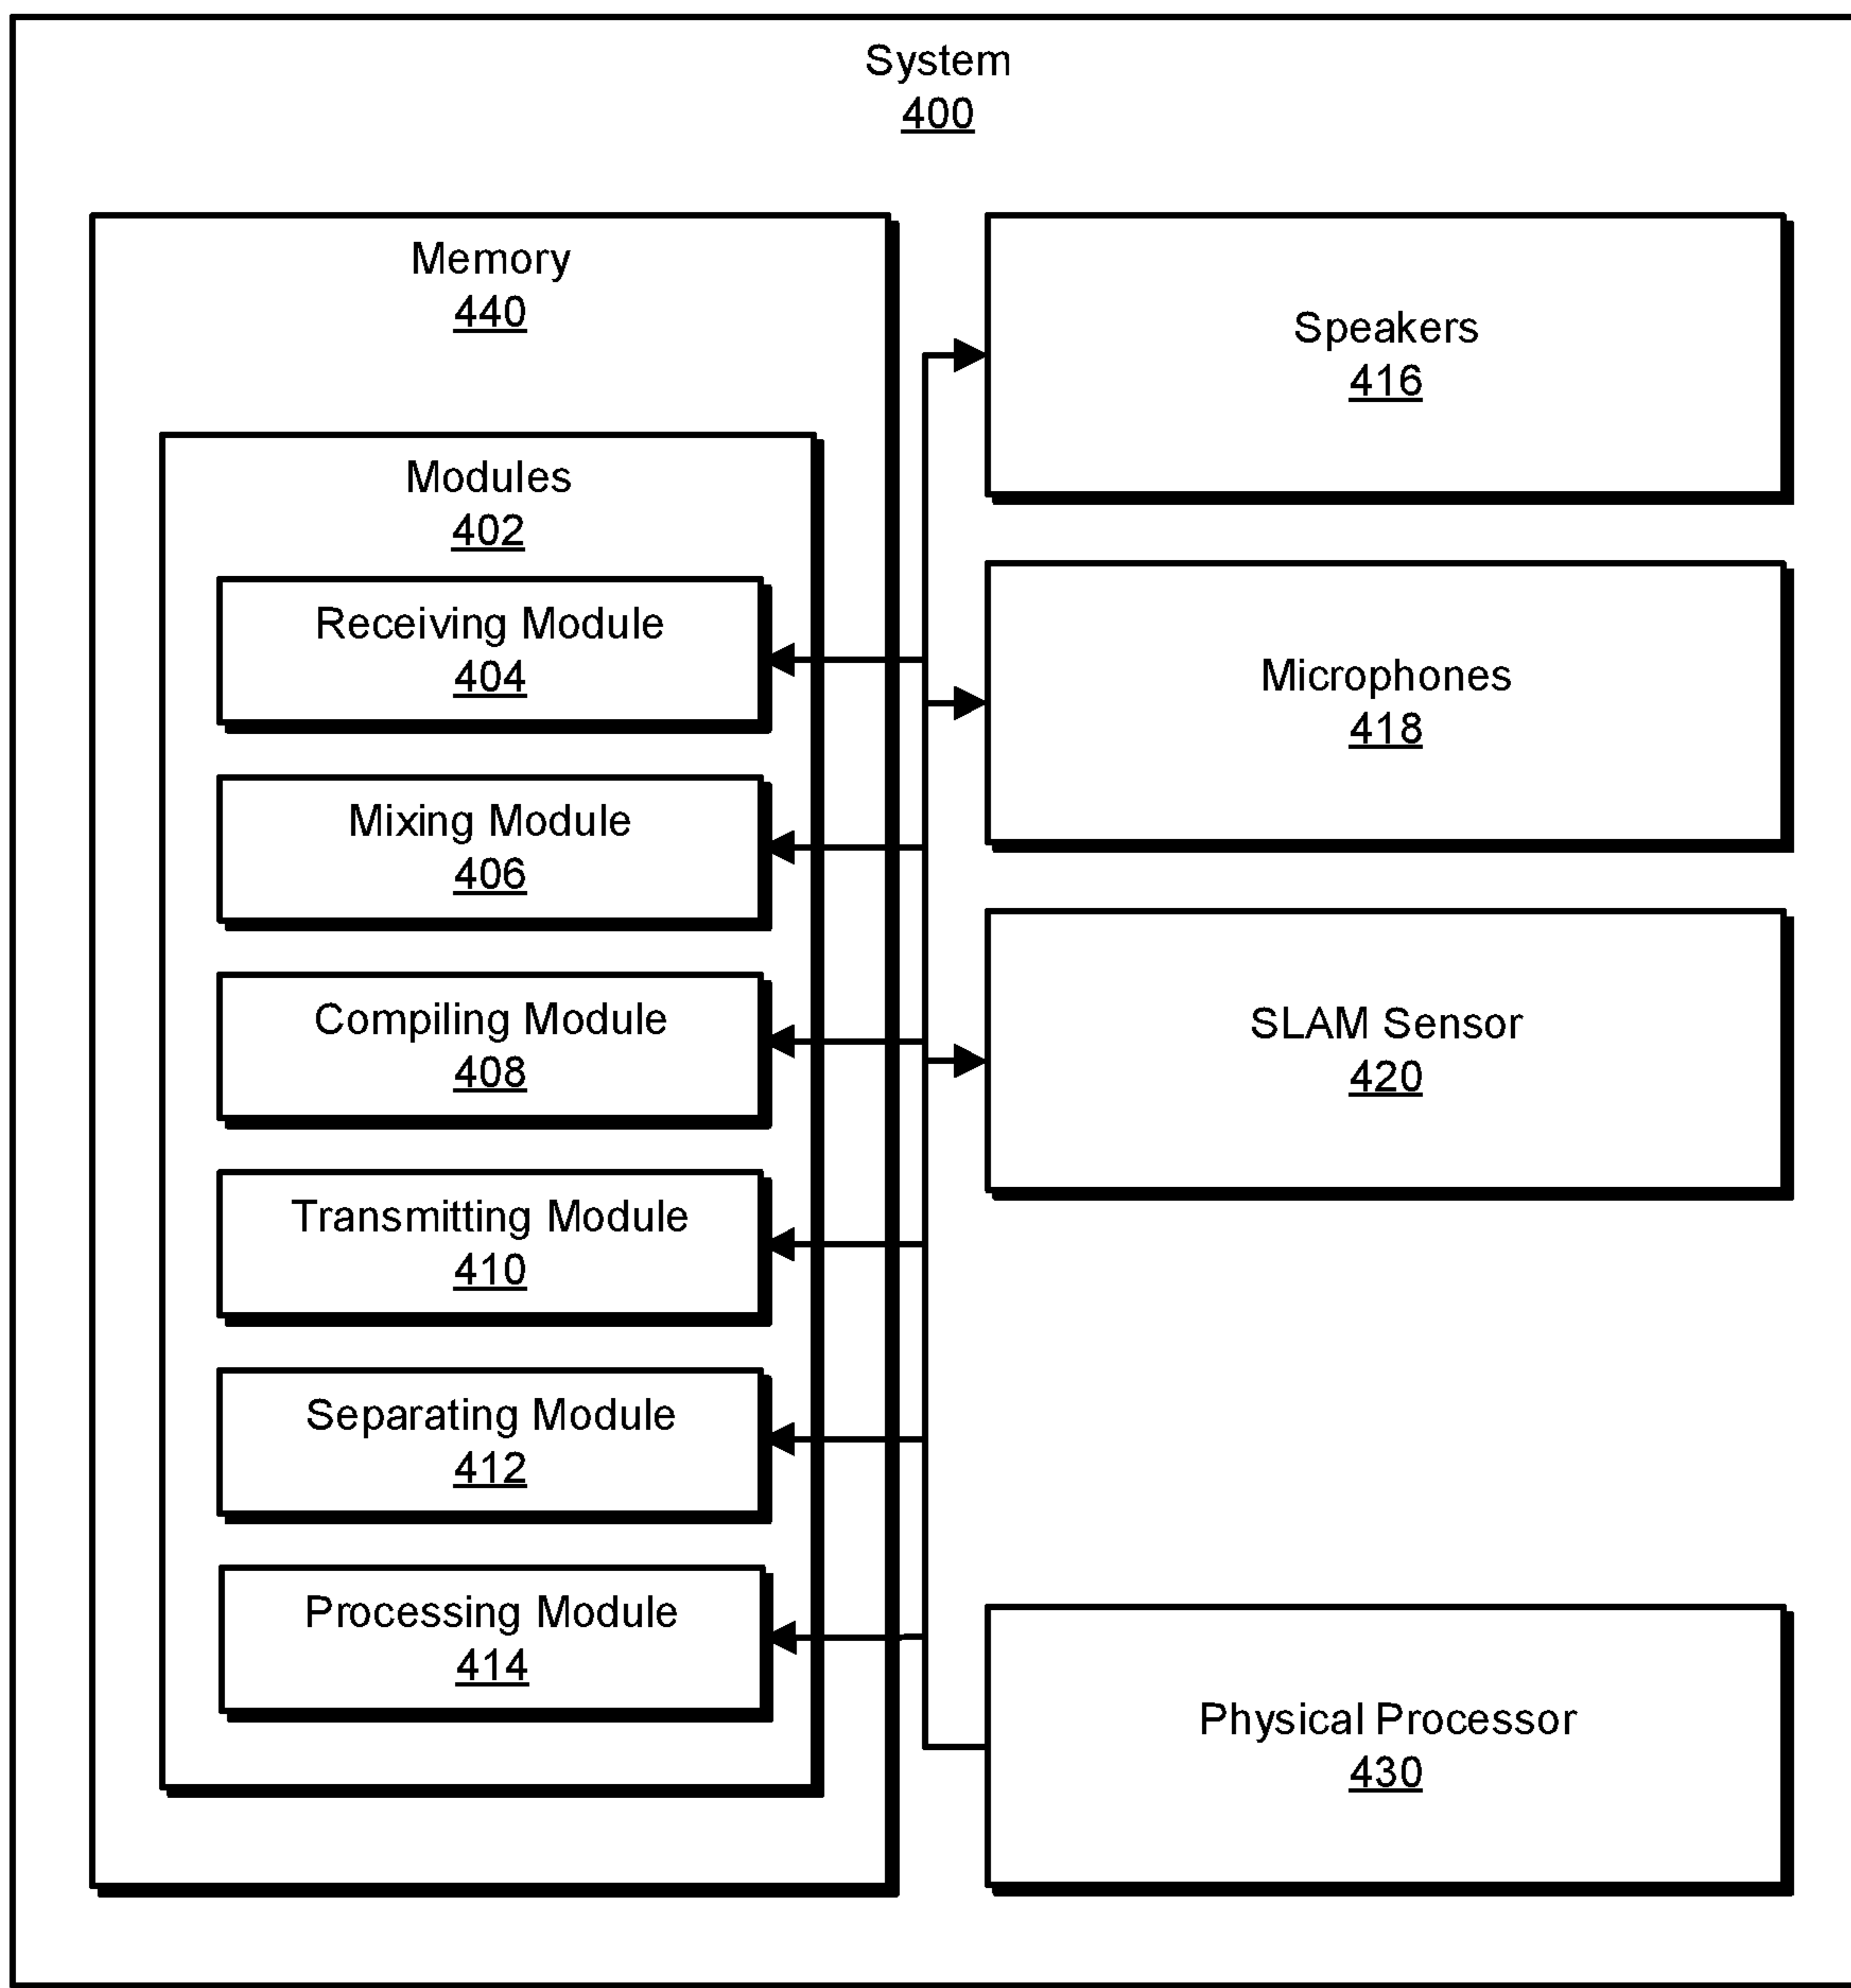 System
400
Memory
440
Modules
402
Receiving Module
404
Mixing Module
406
Compiling Module
408
Transmitting Module
410
Separating Module
412
Processing Module
414
Speakers
416
Microphones
418
SLAM Sensor
420
Physical Processor
430